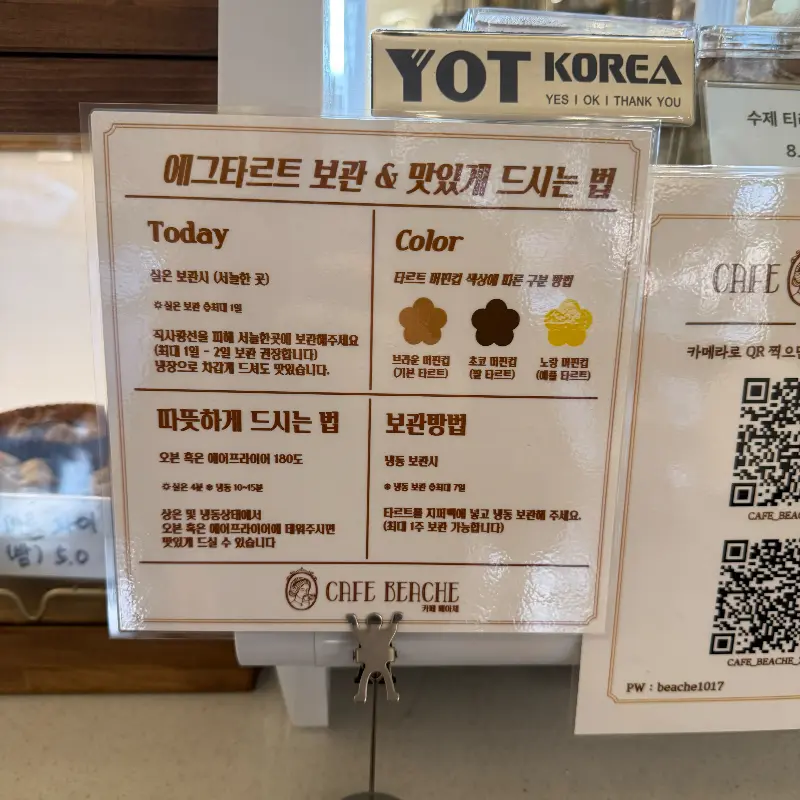 YOT KOREA
YES | OK | THANK YOU
에그타르트 보관 & 맛있게 드시는 법
Today
실온 보관시 (서늘한 곳)
실온 보관 최대 1일
직사광선을 피해 서늘한곳에 보관해주세요
(최대 1일 - 2일 보관 권장합니다)
냉장으로 차갑게 드셔도 맛있습니다.
Color
타르트 머핀컵 색상에 따른 구분 방법
브라운 머핀컵
(기본 타르트)
초코 머핀컵
(팥 타르트)
노랑 머핀컵
(애플 타르트)
따뜻하게 드시는 법
오븐 혹은 에어프라이어 180도
실온 4분 냉동 10~15분
상온 및 냉동상태에서
오븐 혹은 에어프라이어에 데워주시면
맛있게 드실 수 있습니다
보관방법
냉동 보관시
냉동 보관 최대 7일
타르트를 지퍼백에 넣고 냉동 보관해 주세요.
(최대 1주 보관 가능합니다)
CAFE BEACHE
카페 베아체
수제
8.
CAFE
카메라로 QR
CAFE_BEAC
CAFE_BEACHE_
PW : beache1017
(밤) 5.0